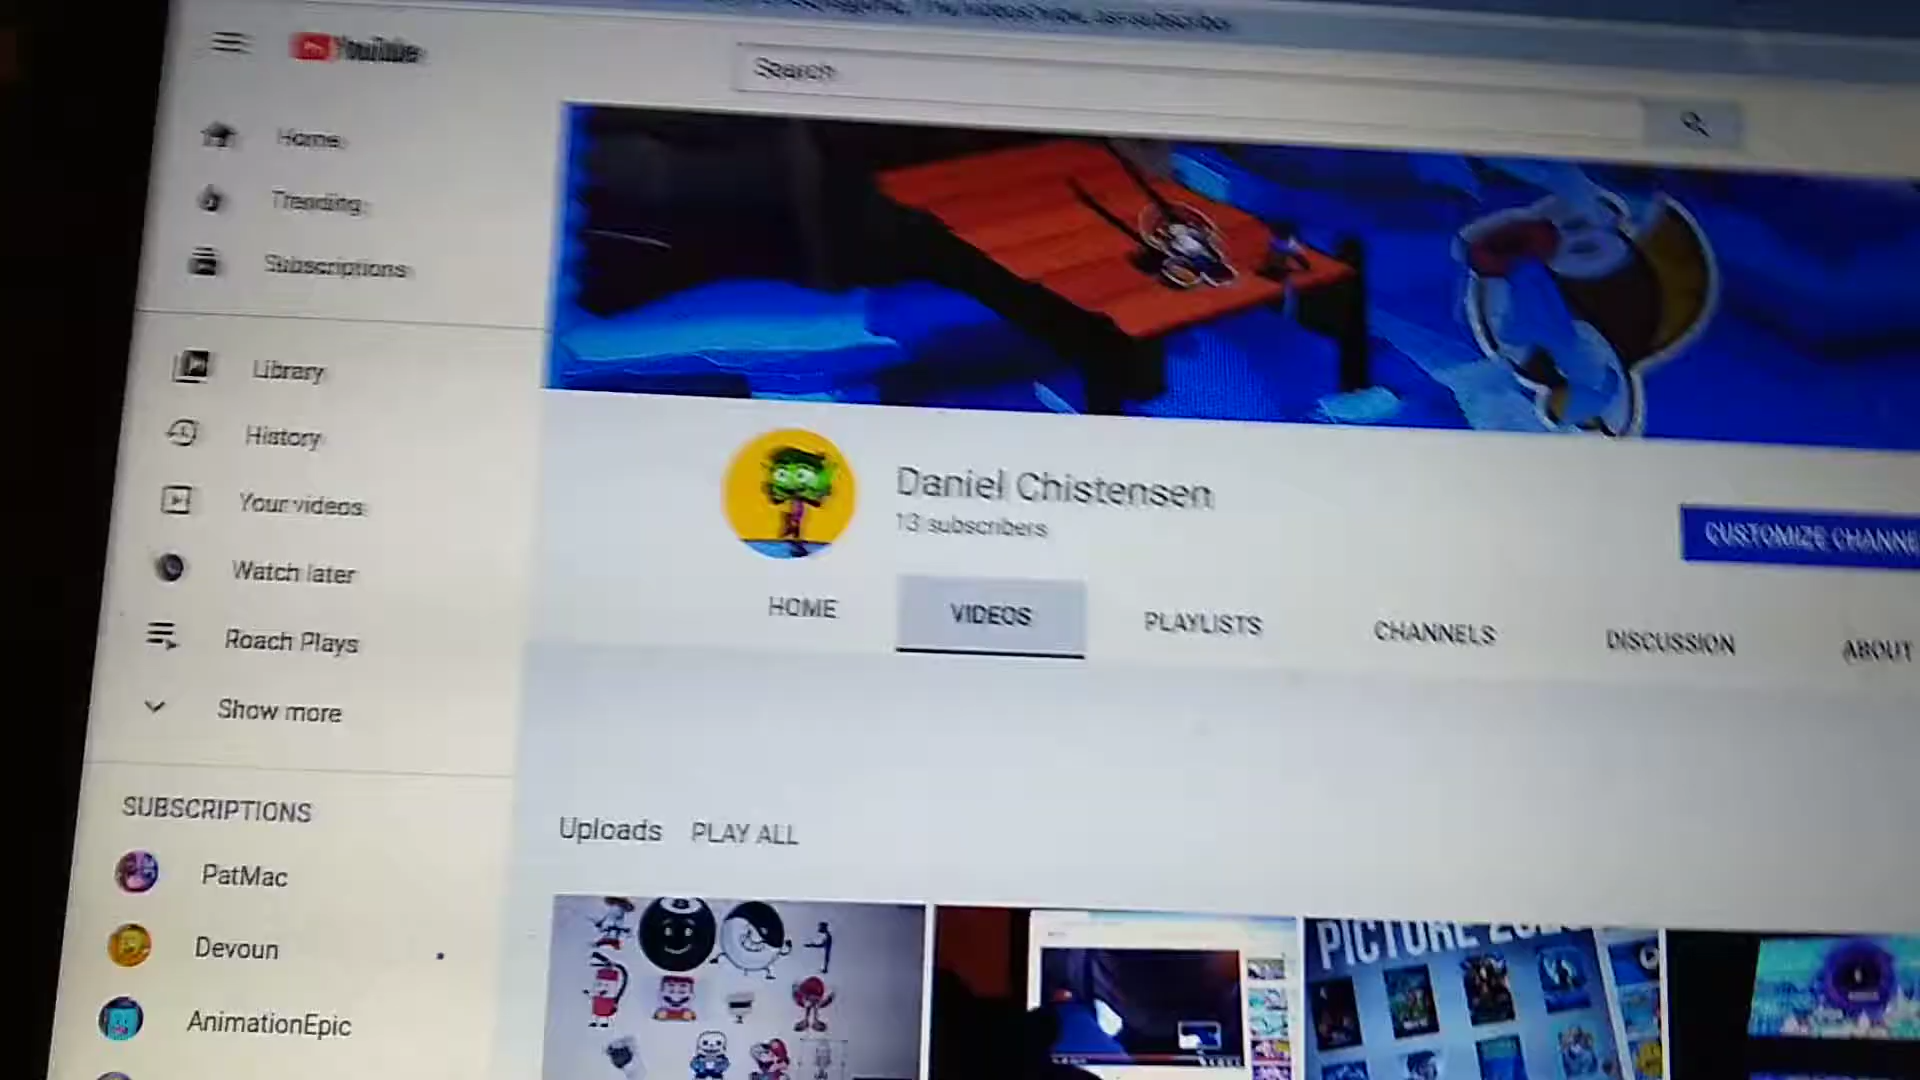 YouTube
Search
Home
Trending
Subscriptions
Library
History
Your videos
Watch later
Roach Plays
Show more
SUBSCRIPTIONS
PatMac
Devoun
AnimationEpic
Daniel Chistensen
13 subscribers
CUSTOMIZE CHANNE
HOME
VIDEOS
PLAYLISTS
CHANNELS
DISCUSSION
ABOUT
Uploads
PLAY ALL
PICTURE